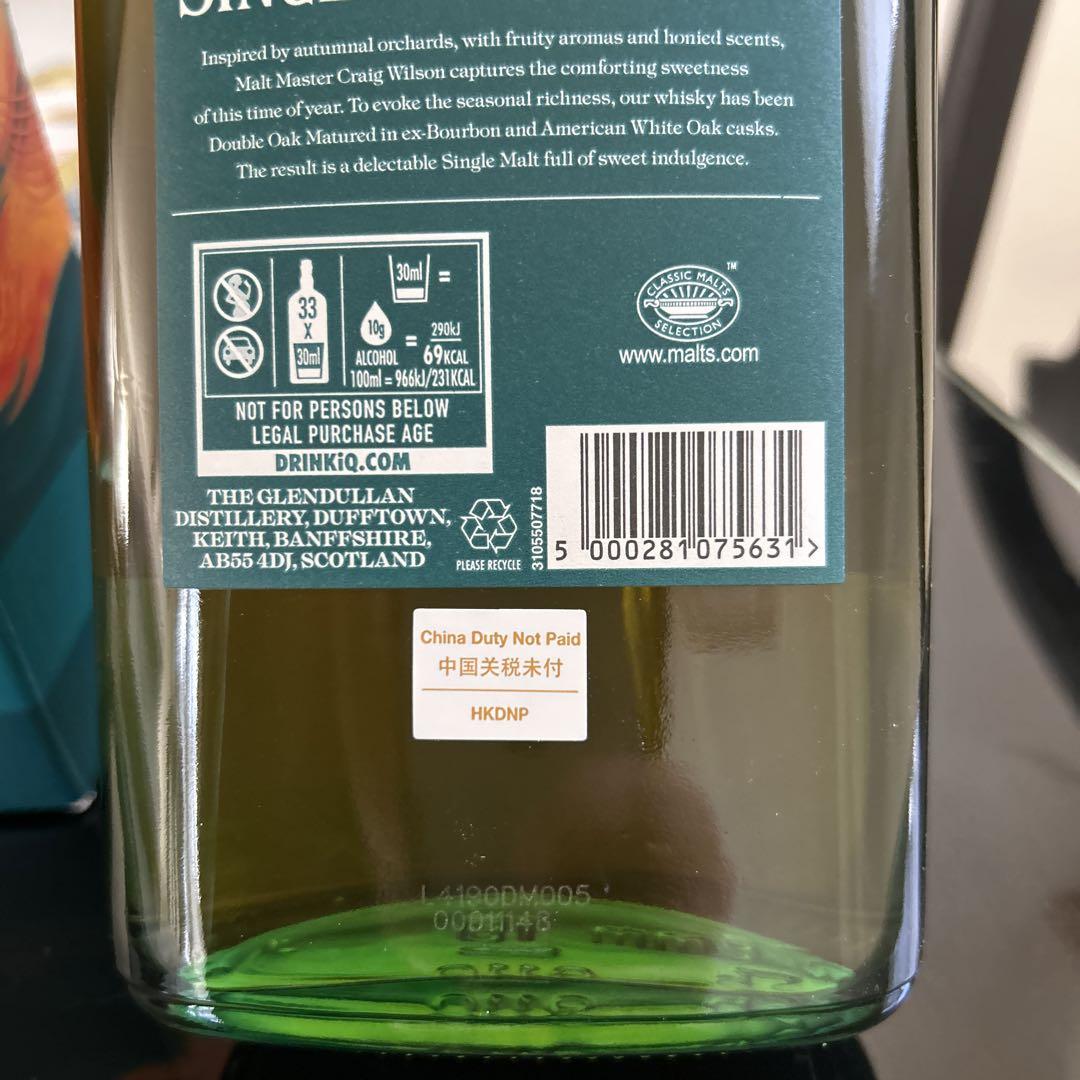 Inspired by autumnal orchards, with fruity aromas and honied scents,
Malt Master Craig Wilson captures the comforting sweetness
of this time of year. To evoke the seasonal richness, our whisky has been
Double Oak Matured in ex-Bourbon and American White Oak casks.
The result is a delectable Single Malt full of sweet indulgence.
30ml =
33
X
30ml
10g
ALCOHOL = 290kJ
69KCAL
100ml = 966kJ/231KCAL
NOT FOR PERSONS BELOW
LEGAL PURCHASE AGE
DRINKiQ.COM
CLASSIC MALTS
SELECTION
TM
www.malts.com
THE GLENDULLAN
DISTILLERY, DUFFTOWN,
KEITH, BANFFSHIRE,
AB55 4DJ, SCOTLAND
PLEASE RECYCLE
3105507718
5 000281 075631 >
China Duty Not Paid
中国关税未付
HKDNP
L4190DM005